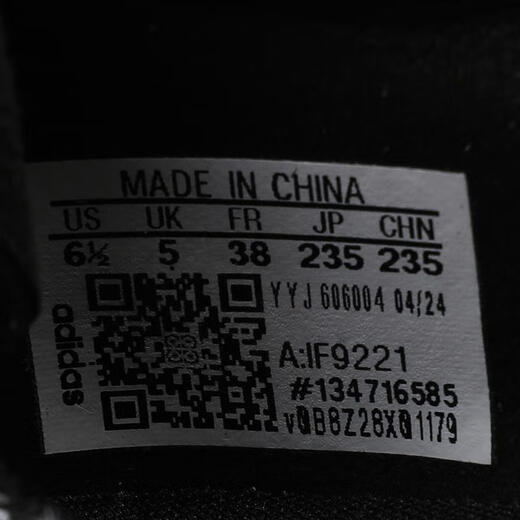 MADE IN CHINA
US UK FR JP CHN
6½ 5 38 235 235
YYJ 606004 04/24
adidas
A:IF9221
#134716585